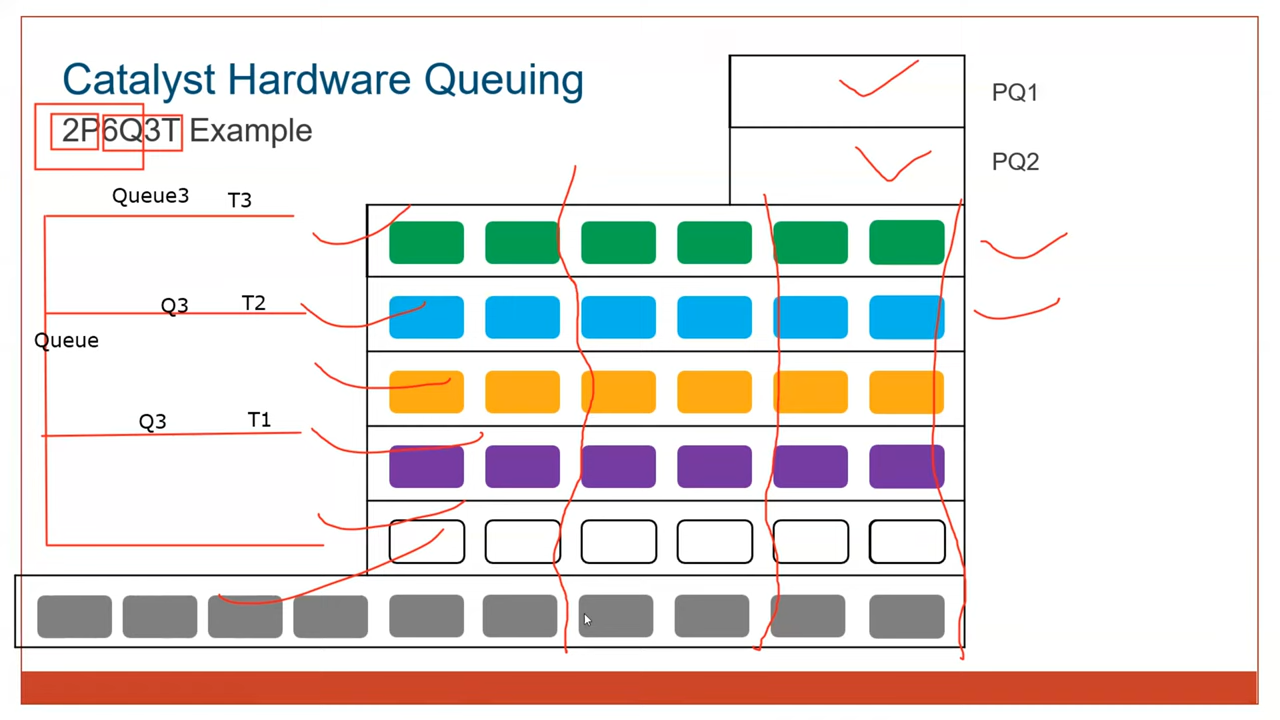 Catalyst Hardware Queuing
2P6Q3T Example
PQ1
PQ2
Queue3 T3
Q3 T2
Queue
Q3 T1